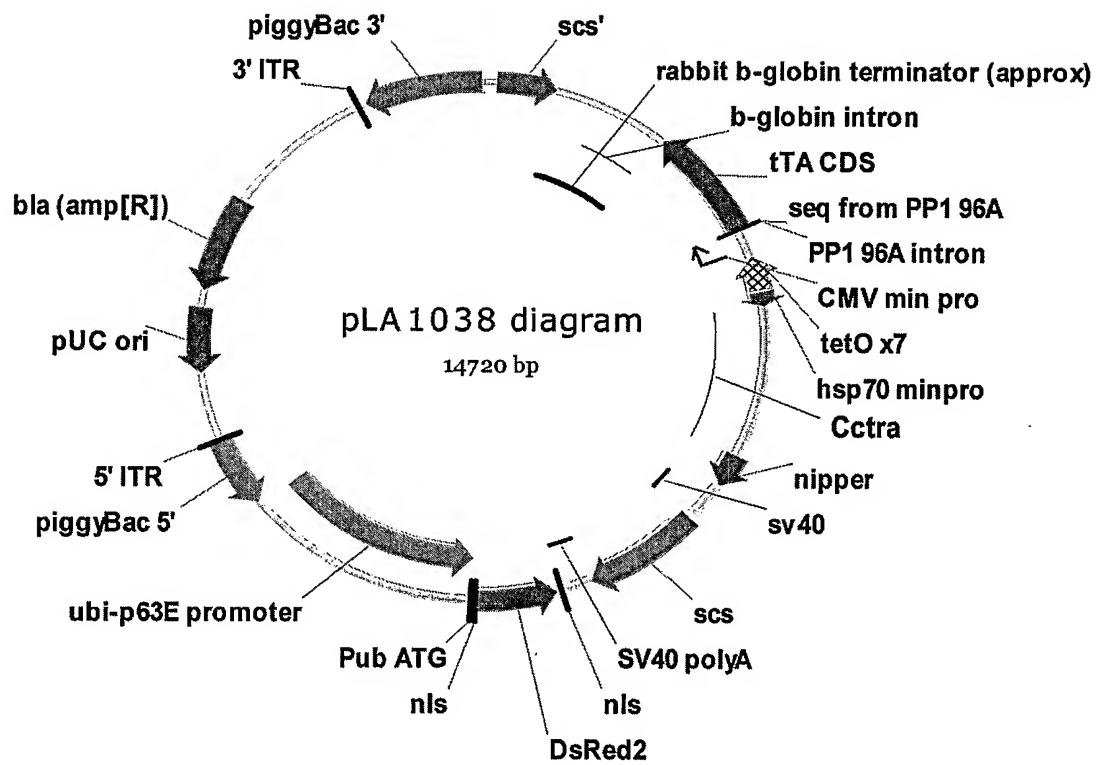 piggyBac 3'
scs'
3' ITR
rabbit b-globin terminator (approx)
b-globin intron
tTA CDS
bla (amp[R])
seq from PP1 96A
PP1 96A intron
CMV min pro
pLA1038 diagram
pUC ori
tetO x7
14720 bp
hsp70 minpro
Cctra
5' ITR
nipper
piggyBac 5'
sv40
ubi-p63E promoter
scs
Pub ATG
SV40 polyA
nls
nls
DsRed2